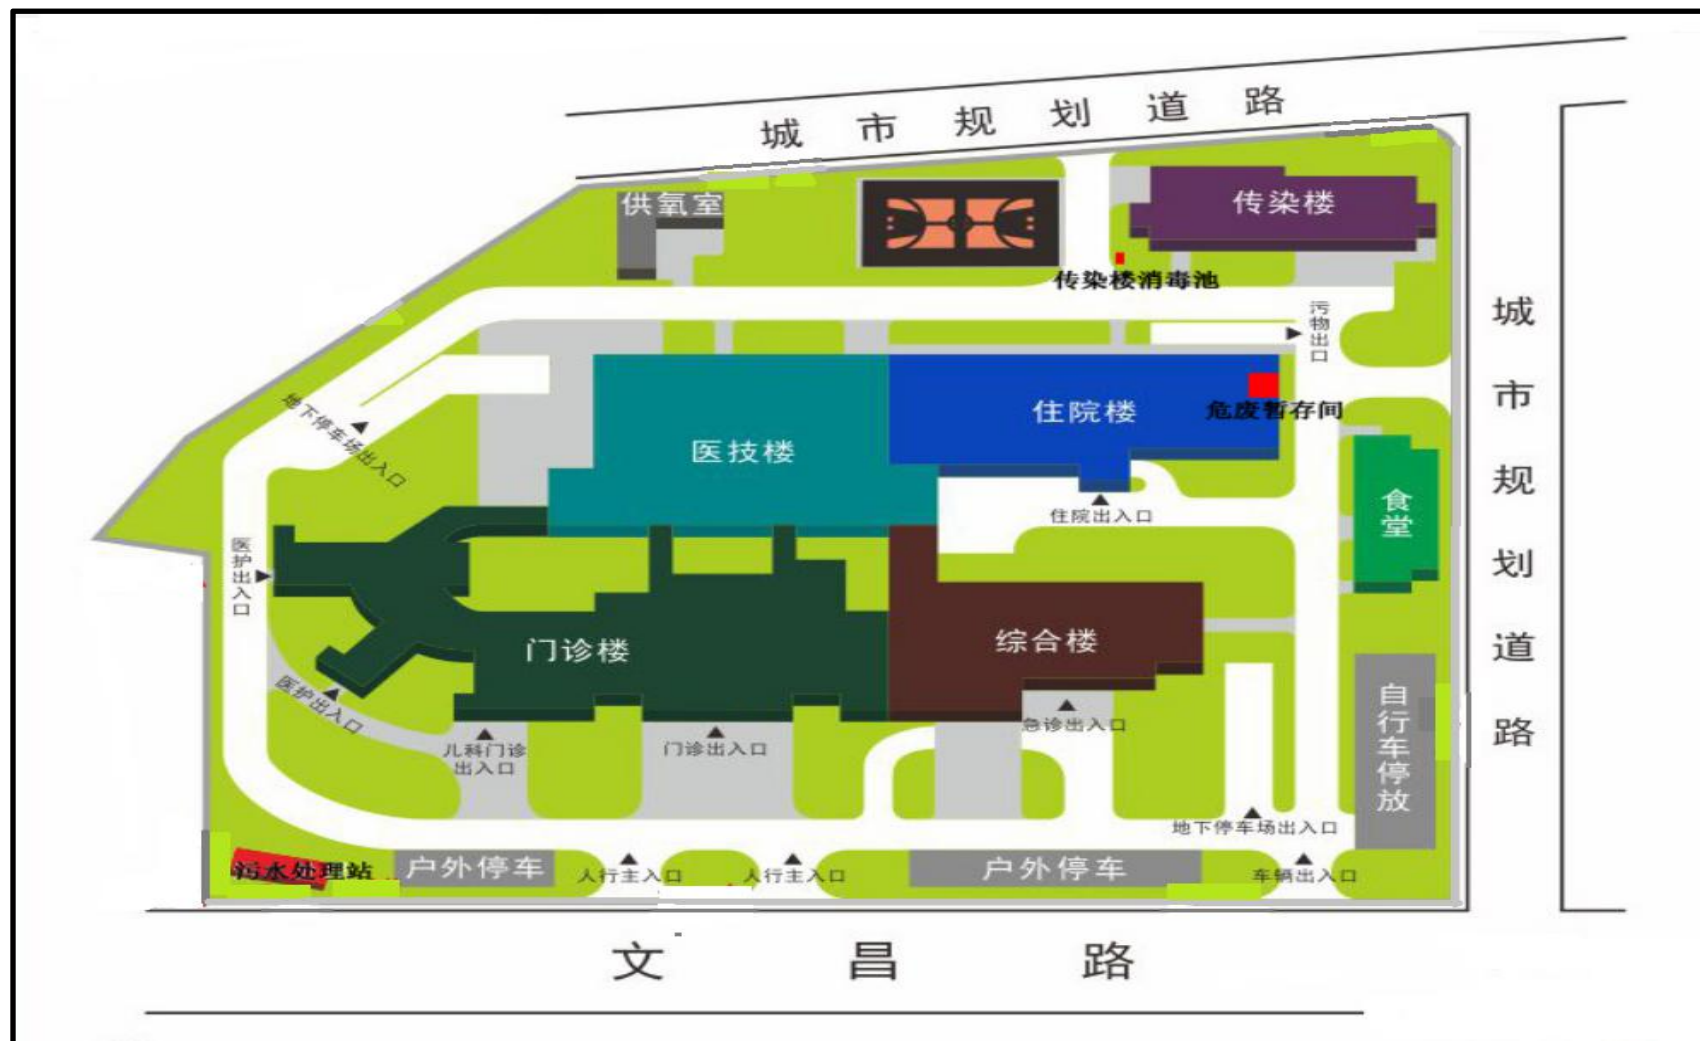 城市规划道路
供氧室
传染楼
传染楼消毒池
污物出口
城市规划道路
地下停车场出入口
医技楼
住院楼
危废暂存间
住院出入口
食堂
医护出入口
门诊楼
综合楼
医护出入口
儿科门诊
出入口
门诊出入口
急诊出入口
自行车停放
地下停车场出入口
污水处理站
户外停车
人行主入口
人行主入口
户外停车
车辆出入口
文昌路